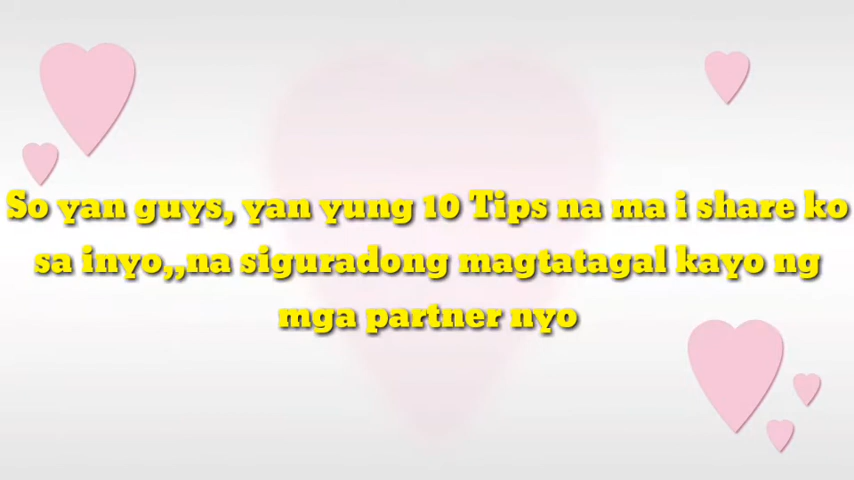 So yan guys, yan yung 10 Tips na ma i share ko
sa inyo,,na siguradong magtatagal kayo ng
mga partner nyo